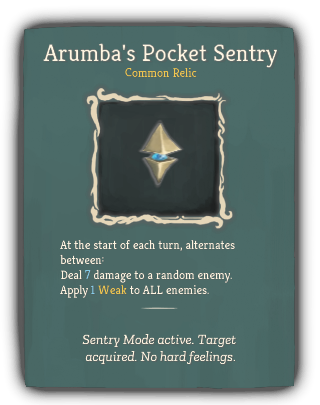 Arumba's Pocket Sentry
Common Relic
At the start of each turn, alternates
between:
Deal 7 damage to a random enemy.
Apply 1 Weak to ALL enemies.
Sentry Mode active. Target
acquired. No hard feelings.